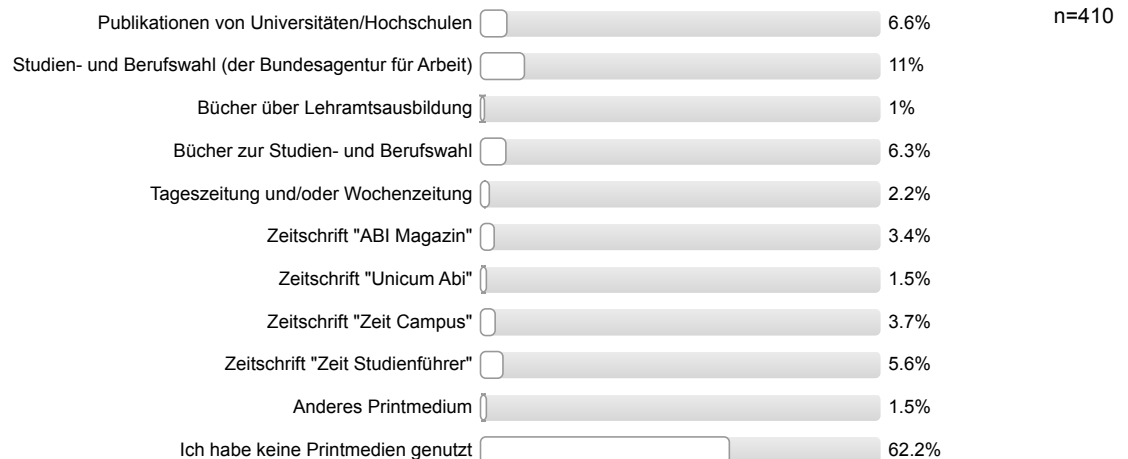 Publikationen von Universitäten/Hochschulen 6.6% n=410
Studien- und Berufswahl (der Bundesagentur für Arbeit) 11%
Bücher über Lehramtsausbildung 1%
Bücher zur Studien- und Berufswahl 6.3%
Tageszeitung und/oder Wochenzeitung 2.2%
Zeitschrift "ABI Magazin" 3.4%
Zeitschrift "Unicum Abi" 1.5%
Zeitschrift "Zeit Campus" 3.7%
Zeitschrift "Zeit Studienführer" 5.6%
Anderes Printmedium 1.5%
Ich habe keine Printmedien genutzt 62.2%